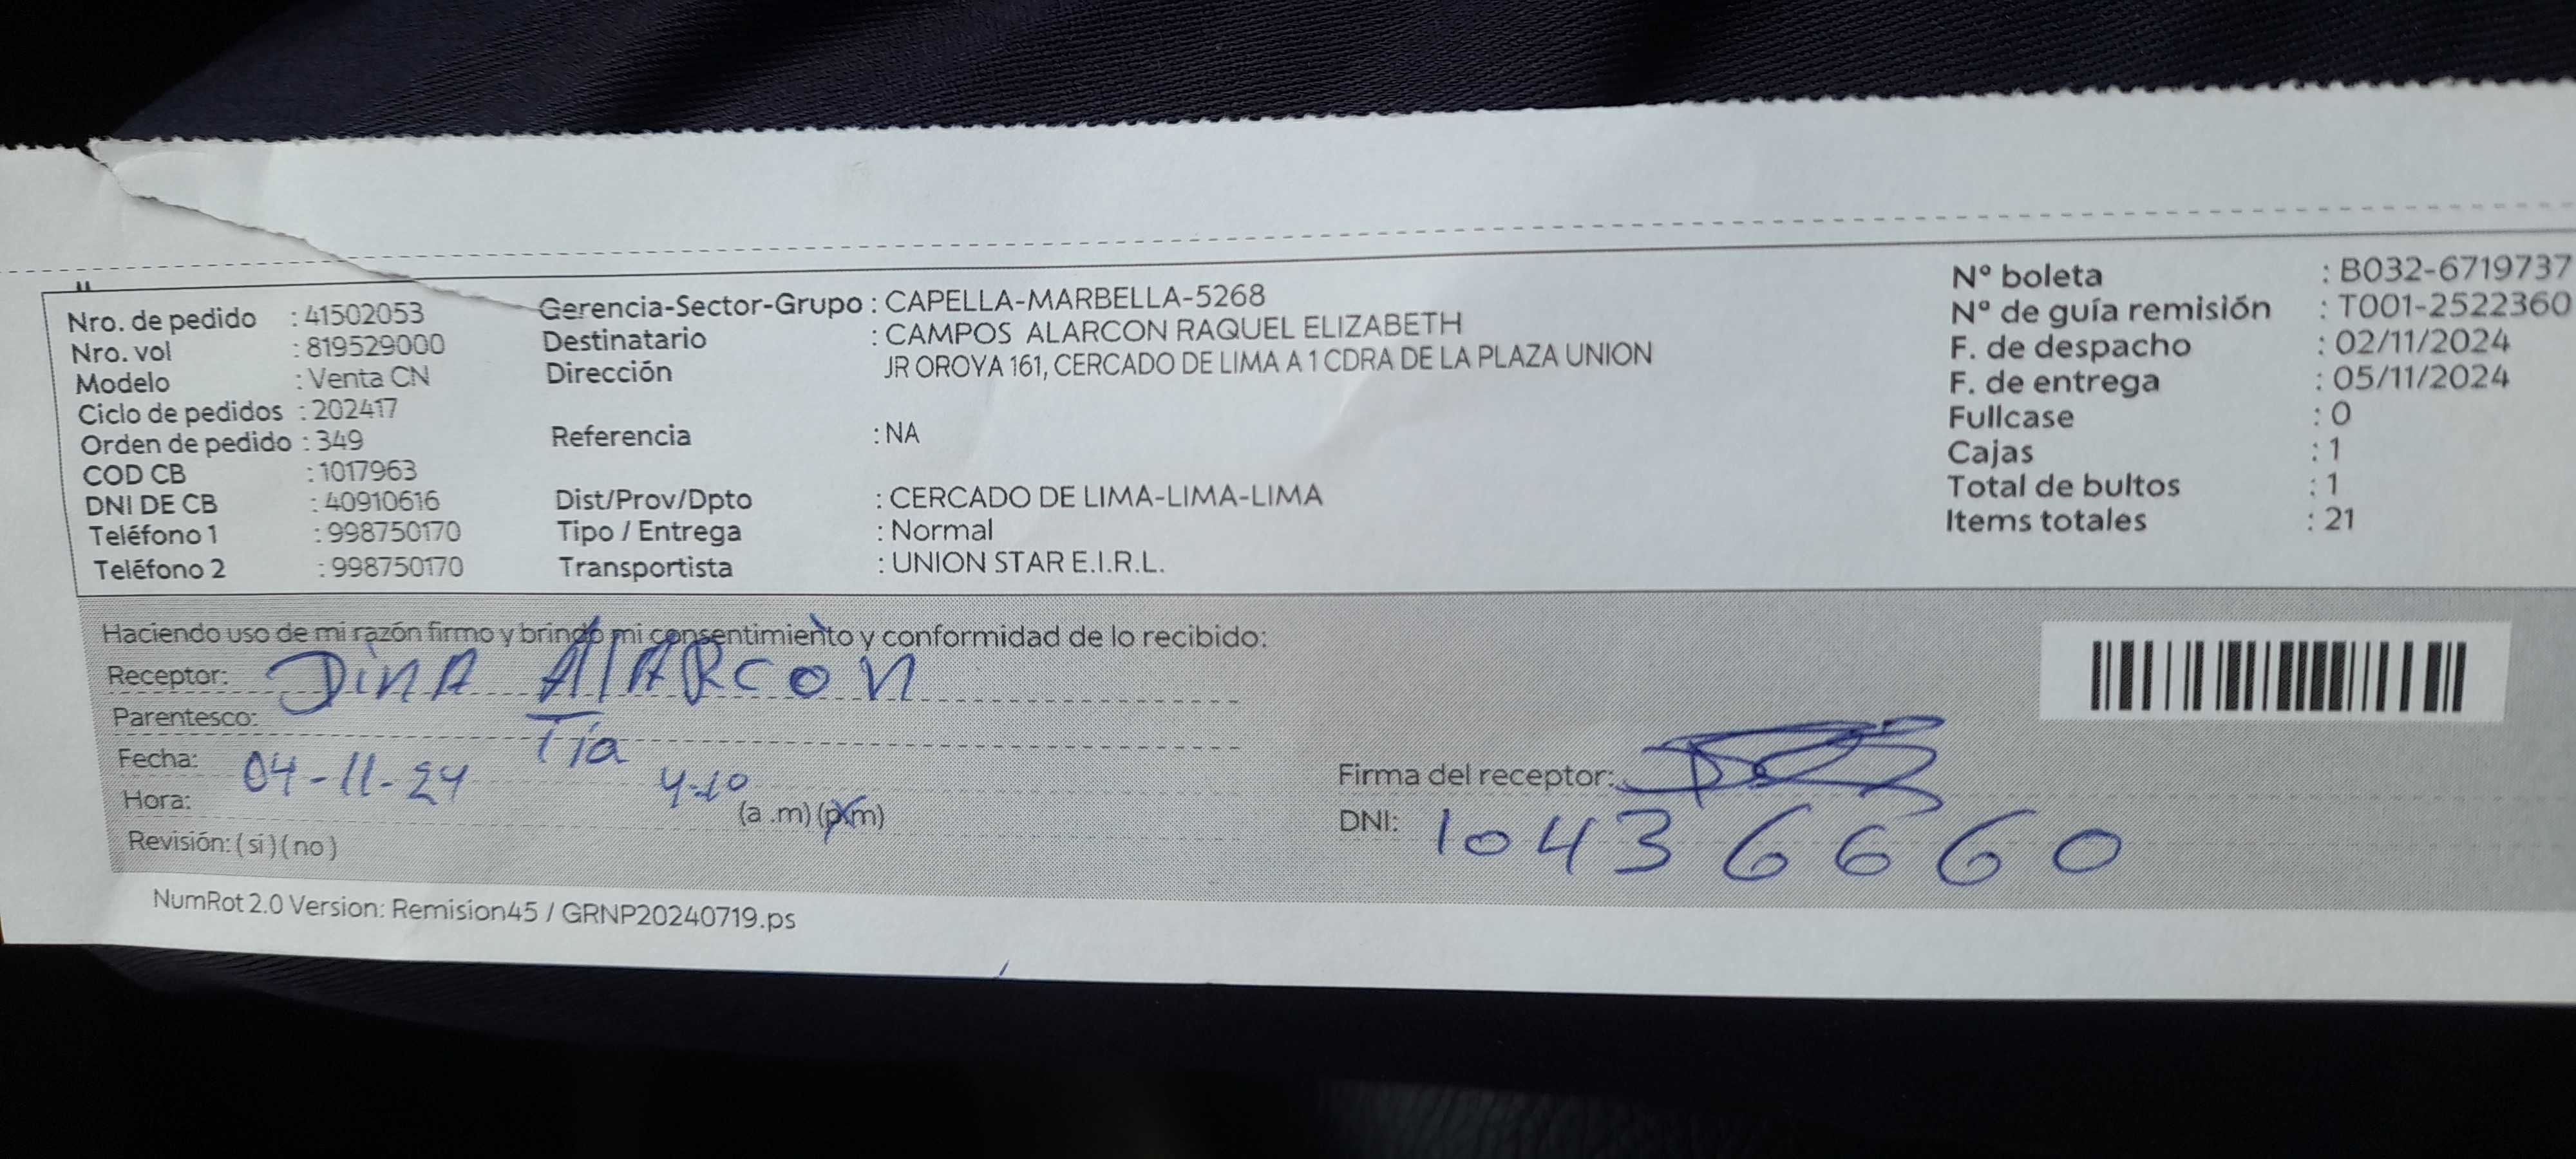 Nro. de pedido : 41502053
Nro. vol : 819529000
Modelo : Venta CN
Ciclo de pedidos : 202417
Orden de pedido : 349
COD CB : 1017963
DNI DE CB : 40910616
Teléfono 1 : 998750170
Teléfono 2 : 998750170
Gerencia-Sector-Grupo : CAPELLA-MARBELLA-5268
Destinatario : CAMPOS ALARCON RAQUEL ELIZABETH
Dirección JR OROYA 161, CERCADO DE LIMA A 1 CDRA DE LA PLAZA UNION
Referencia : NA
Dist/Prov/Dpto : CERCADO DE LIMA-LIMA-LIMA
Tipo / Entrega : Normal
Transportista : UNION STAR E.I.R.L.
Nº boleta : B032-6719737
Nº de guía remisión : T001-2522360
F. de despacho : 02/11/2024
F. de entrega : 05/11/2024
Fullcase : 0
Cajas : 1
Total de bultos : 1
Items totales : 21
Haciendo uso de mi razón firmo y brindo mi consentimiento y conformidad de lo recibido:
Receptor: DinA AlARCON
Parentesco: Tía
Fecha: 04-11-24
Hora: 4-10 (a .m) (p.m)
Revisión: (si) (no)
Firma del receptor:
DNI: 10436660
NumRot 2.0 Version: Remision45 / GRNP20240719.ps